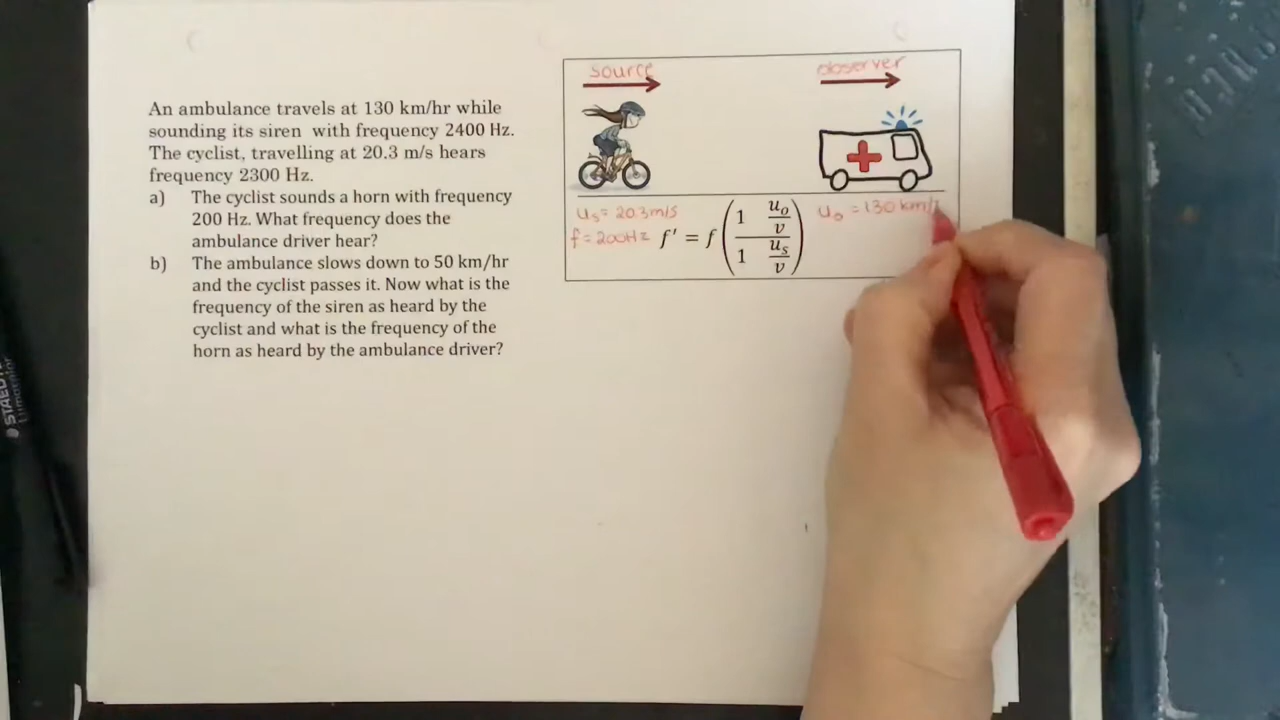 An ambulance travels at 130 km/hr while
sounding its siren with frequency 2400 Hz.
The cyclist, travelling at 20.3 m/s hears
frequency 2300 Hz.
a) The cyclist sounds a horn with frequency
200 Hz. What frequency does the
ambulance driver hear?
b) The ambulance slows down to 50 km/hr
and the cyclist passes it. Now what is the
frequency of the siren as heard by the
cyclist and what is the frequency of the
horn as heard by the ambulance driver?
source
observer
us = 20.3m/s
f = 200Hz
f' = f ( 1 uo/v / 1 us/v )
uo = 130 km/
STAEDT